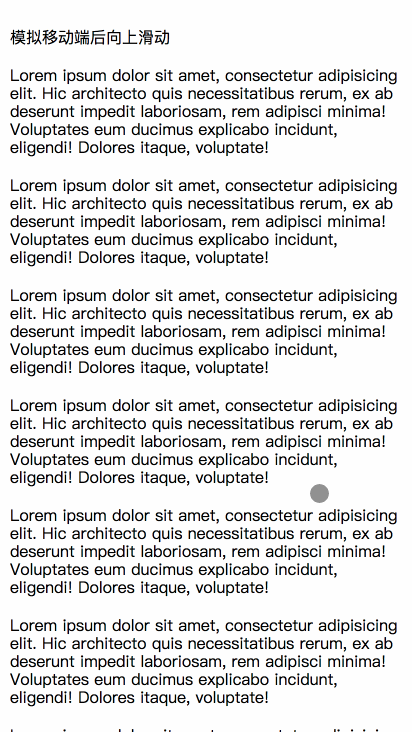 模拟移动端后向上滑动
Lorem ipsum dolor sit amet, consectetur adipisicing
elit. Hic architecto quis necessitatibus rerum, ex ab
deserunt impedit laboriosam, rem adipisci minima!
Voluptates eum ducimus explicabo incidunt,
eligendi! Dolores itaque, voluptate!
Lorem ipsum dolor sit amet, consectetur adipisicing
elit. Hic architecto quis necessitatibus rerum, ex ab
deserunt impedit laboriosam, rem adipisci minima!
Voluptates eum ducimus explicabo incidunt,
eligendi! Dolores itaque, voluptate!
Lorem ipsum dolor sit amet, consectetur adipisicing
elit. Hic architecto quis necessitatibus rerum, ex ab
deserunt impedit laboriosam, rem adipisci minima!
Voluptates eum ducimus explicabo incidunt,
eligendi! Dolores itaque, voluptate!
Lorem ipsum dolor sit amet, consectetur adipisicing
elit. Hic architecto quis necessitatibus rerum, ex ab
deserunt impedit laboriosam, rem adipisci minima!
Voluptates eum ducimus explicabo incidunt,
eligendi! Dolores itaque, voluptate!
Lorem ipsum dolor sit amet, consectetur adipisicing
elit. Hic architecto quis necessitatibus rerum, ex ab
deserunt impedit laboriosam, rem adipisci minima!
Voluptates eum ducimus explicabo incidunt,
eligendi! Dolores itaque, voluptate!
Lorem ipsum dolor sit amet, consectetur adipisicing
elit. Hic architecto quis necessitatibus rerum, ex ab
deserunt impedit laboriosam, rem adipisci minima!
Voluptates eum ducimus explicabo incidunt,
eligendi! Dolores itaque, voluptate!